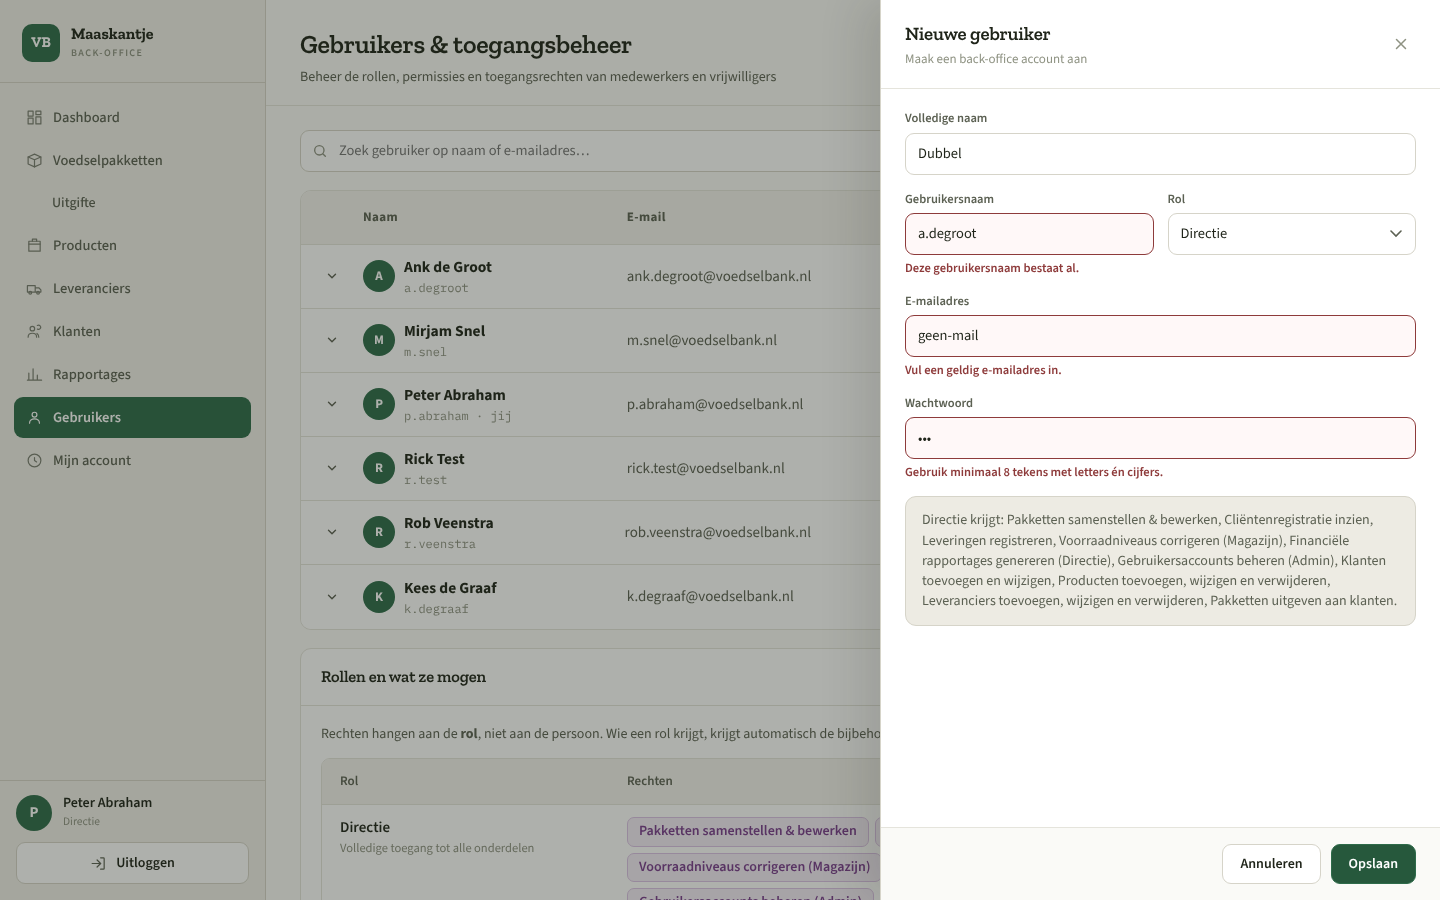 VB
Maaskantje
BACK-OFFICE
Dashboard
Voedselpakketten
Uitgifte
Producten
Leveranciers
Klanten
Rapportages
Gebruikers
Mijn account
P
Peter Abraham
Directie
Uitloggen
Gebruikers & toegangsbeheer
Beheer de rollen, permissies en toegangsrechten van medewerkers en vrijwilligers
Zoek gebruiker op naam of e-mailadres…
Naam E-mail
A Ank de Groot ank.degroot@voedselbank.nl
a.degroot
M Mirjam Snel m.snel@voedselbank.nl
m.snel
P Peter Abraham p.abraham@voedselbank.nl
p.abraham · jij
R Rick Test rick.test@voedselbank.nl
r.test
R Rob Veenstra rob.veenstra@voedselbank.nl
r.veenstra
K Kees de Graaf k.degraaf@voedselbank.nl
k.degraaf
Rollen en wat ze mogen
Rechten hangen aan de rol, niet aan de persoon. Wie een rol krijgt, krijgt automatisch de bijbeho
Rol Rechten
Directie
Volledige toegang tot alle onderdelen
Pakketten samenstellen & bewerken
Voorraadniveaus corrigeren (Magazijn)
Gebruikersaccounts beheren (Admin)
Nieuwe gebruiker
Maak een back-office account aan
Volledige naam
Dubbel
Gebruikersnaam Rol
a.degroot Directie
Deze gebruikersnaam bestaat al.
E-mailadres
geen-mail
Vul een geldig e-mailadres in.
Wachtwoord
•••
Gebruik minimaal 8 tekens met letters én cijfers.
Directie krijgt: Pakketten samenstellen & bewerken, Cliëntenregistratie inzien,
Leveringen registreren, Voorraadniveaus corrigeren (Magazijn), Financiële
rapportages genereren (Directie), Gebruikersaccounts beheren (Admin), Klanten
toevoegen en wijzigen, Producten toevoegen, wijzigen en verwijderen,
Leveranciers toevoegen, wijzigen en verwijderen, Pakketten uitgeven aan klanten.
Annuleren Opslaan